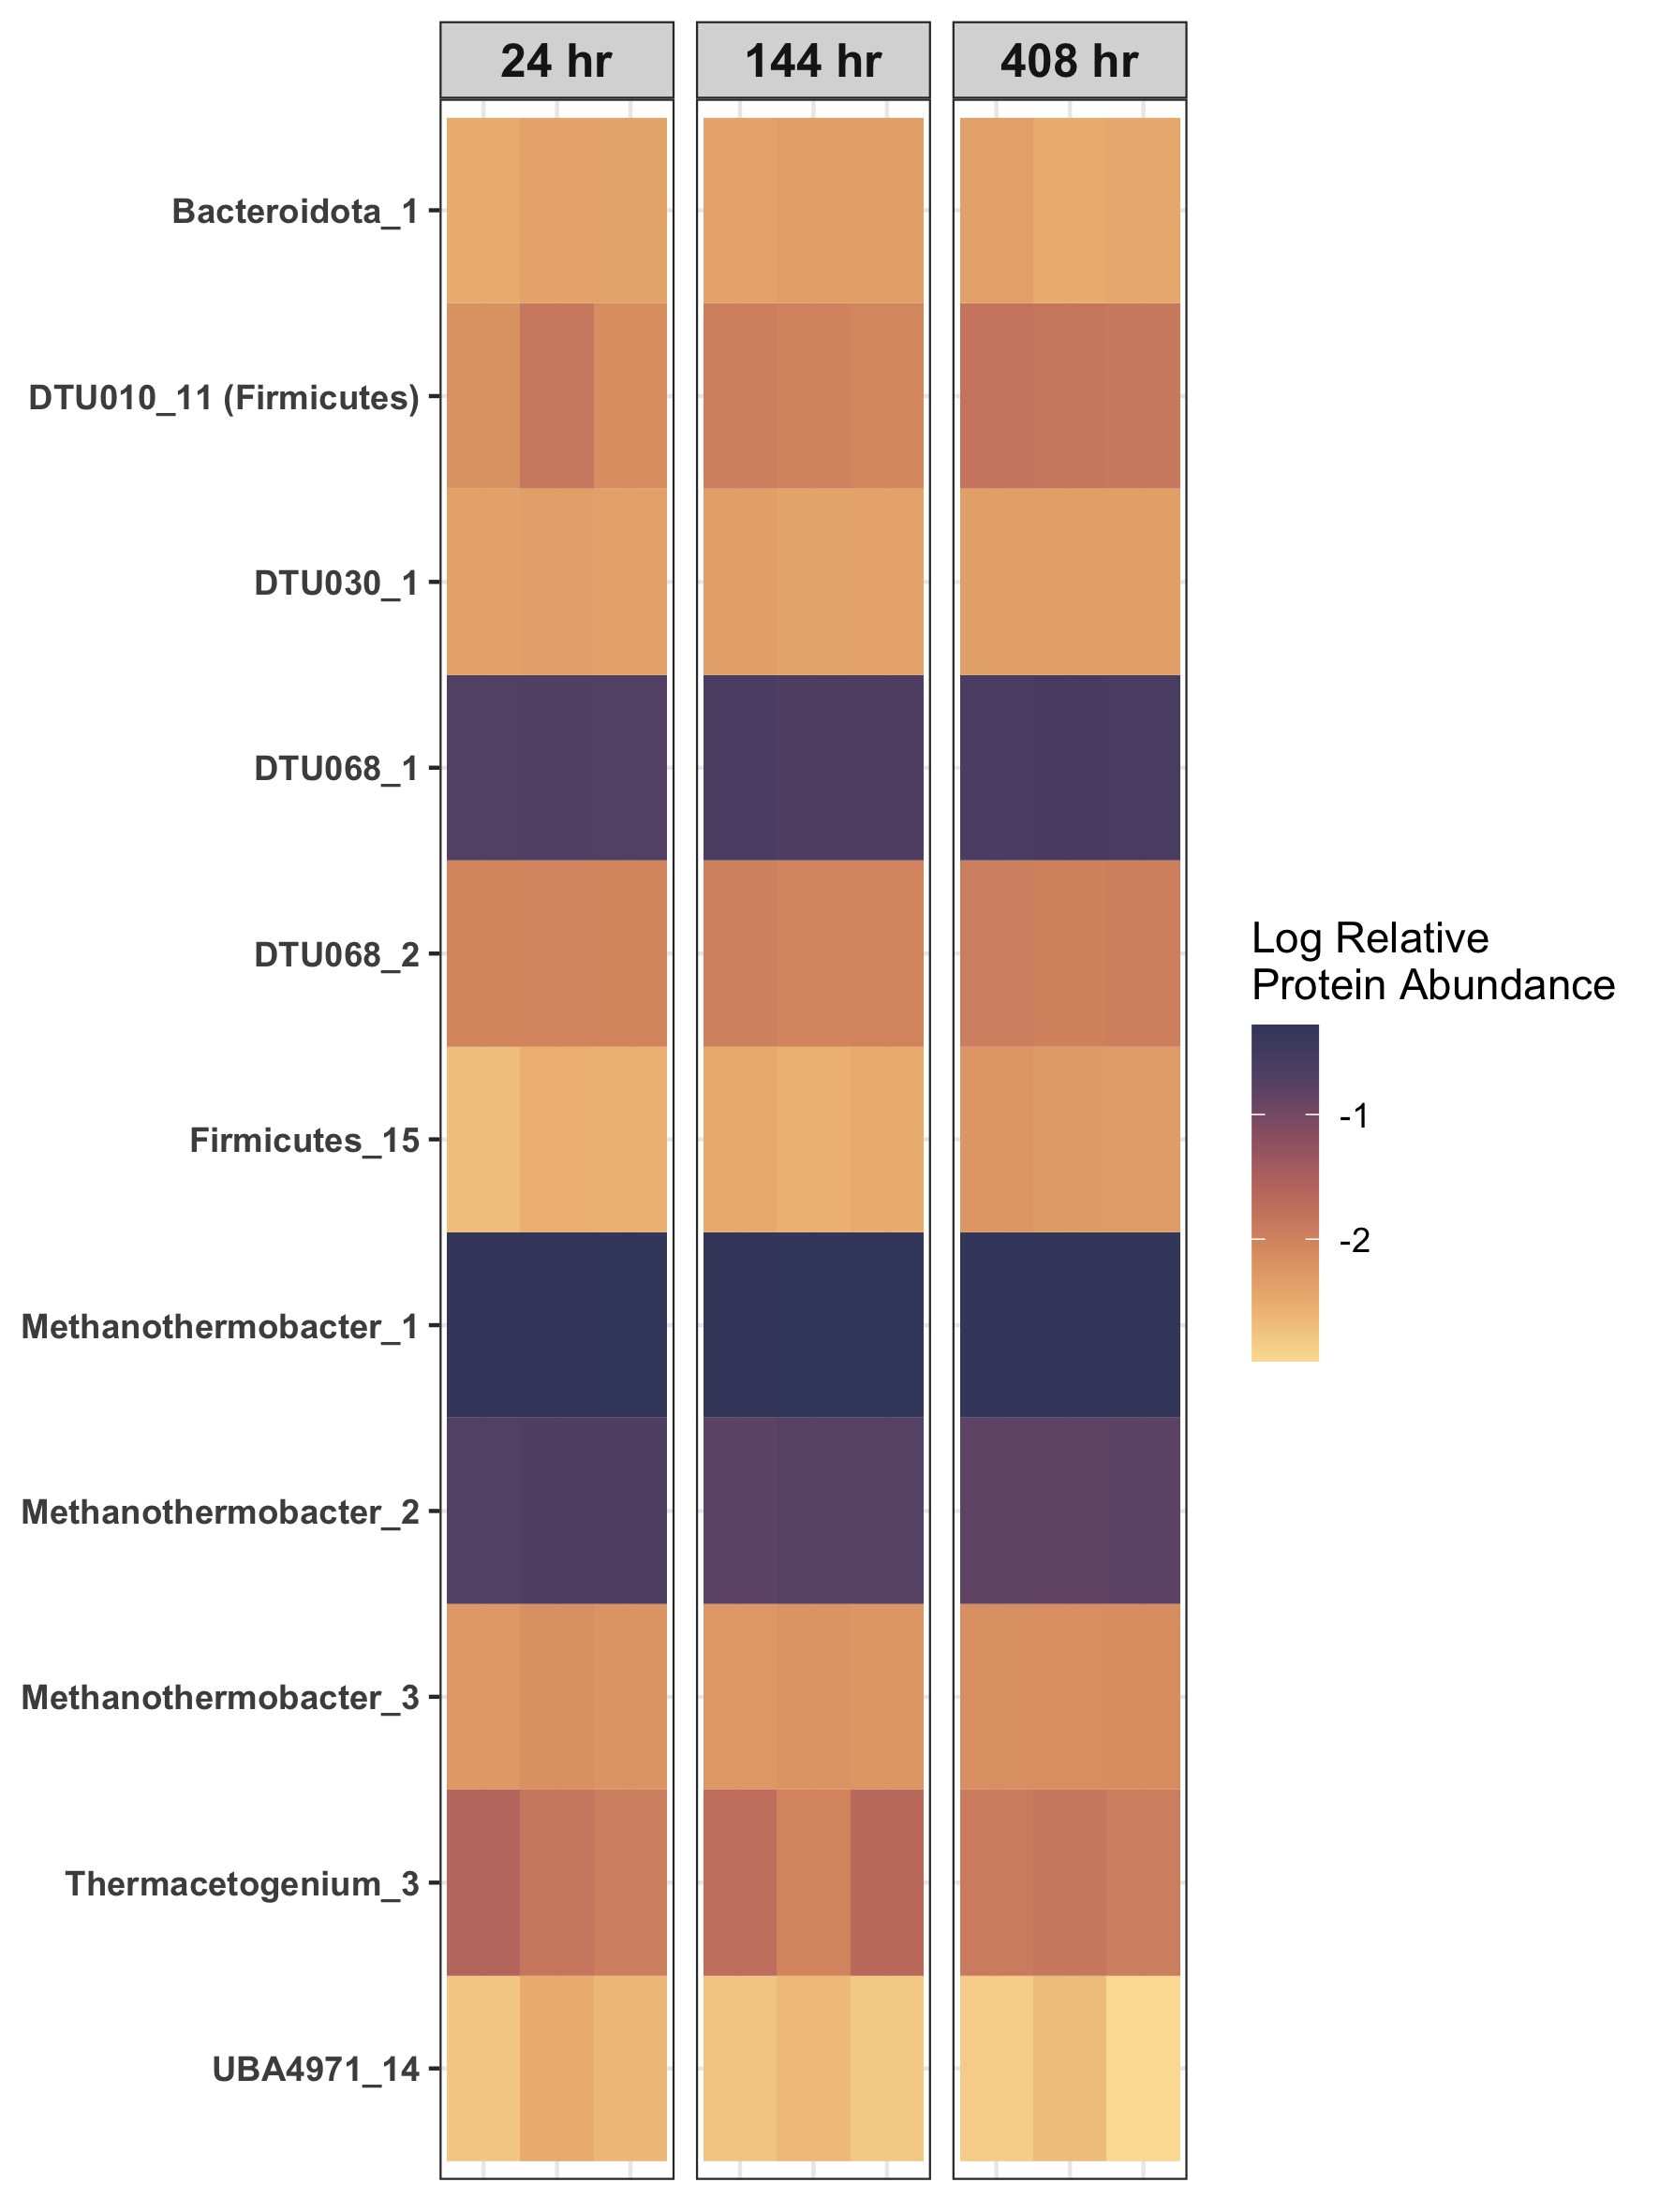 24 hr
144 hr
408 hr
Bacteroidota_1
DTU010_11 (Firmicutes)
DTU030_1
DTU068_1
DTU068_2
Firmicutes_15
Methanothermobacter_1
Methanothermobacter_2
Methanothermobacter_3
Thermacetogenium_3
UBA4971_14
Log Relative
Protein Abundance
-1
-2